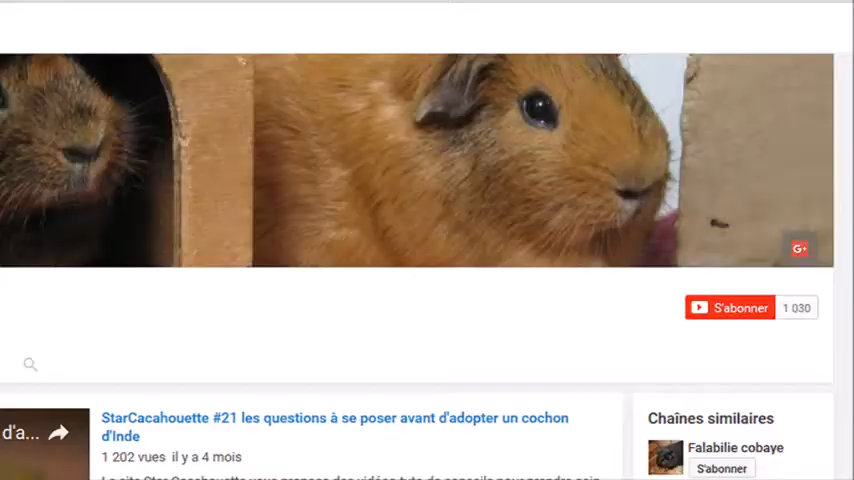 G+
S'abonner 1 030
d'a...
StarCacahouette #21 les questions à se poser avant d'adopter un cochon
d'Inde
1 202 vues il y a 4 mois
Chaînes similaires
Falabilie cobaye
S'abonner